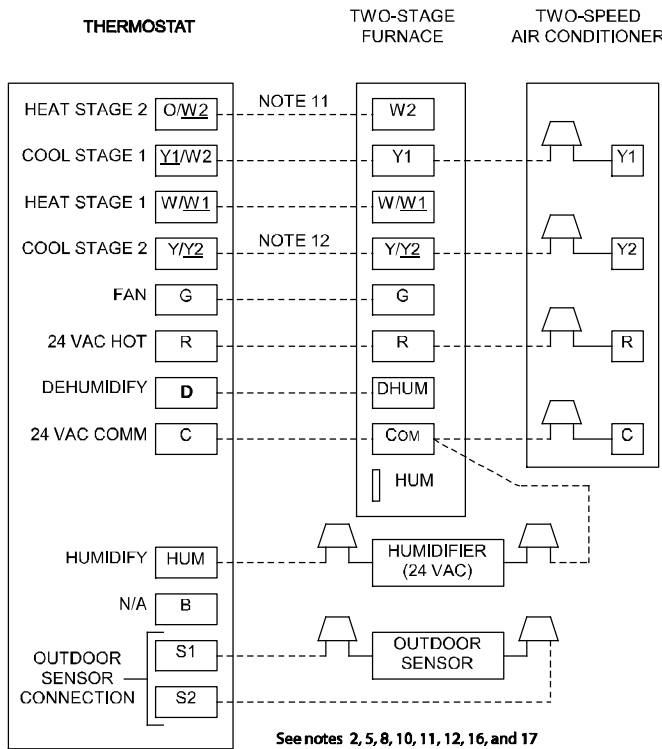 THERMOSTAT
TWO-STAGE
FURNACE
TWO-SPEED
AIR CONDITIONER
HEAT STAGE 2 O/W2 NOTE 11 W2
COOL STAGE 1 Y1/W2 Y1 Y1
HEAT STAGE 1 W/W1 W/W1
COOL STAGE 2 Y/Y2 NOTE 12 Y/Y2 Y2
FAN G G
24 VAC HOT R R R
DEHUMIDIFY D DHUM
24 VAC COMM C COM C
HUM
HUMIDIFY HUM HUMIDIFIER
(24 VAC)
N/A B
S1 OUTDOOR
SENSOR
OUTDOOR
SENSOR
CONNECTION
S2
See notes 2, 5, 8, 10, 11, 12, 16, and 17